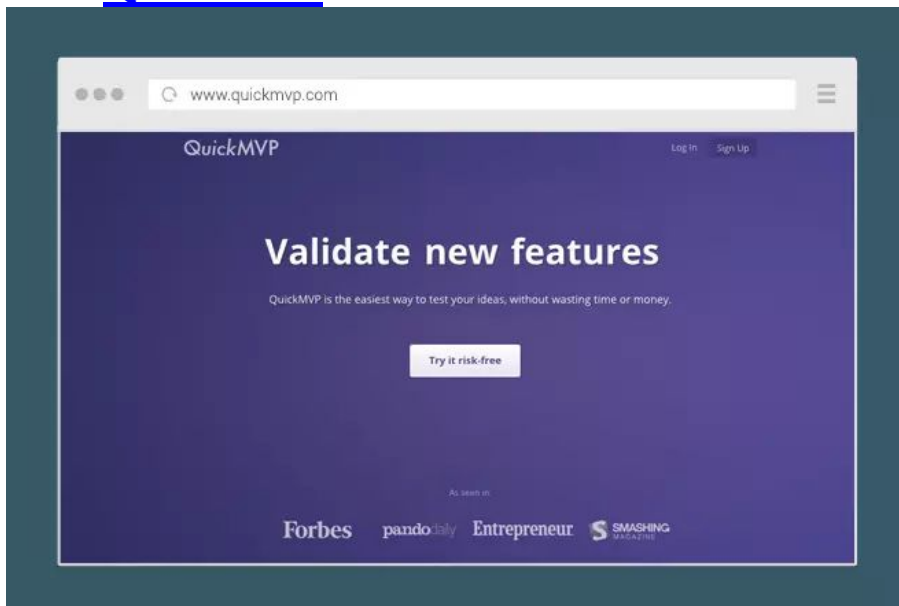 www.quickmvp.com
QuickMVP
Log In Sign Up
Validate new features
QuickMVP is the easiest way to test your ideas, without wasting time or money.
Try it risk-free
As seen in
Forbes pandodaily Entrepreneur SMASHING
MAGAZINE